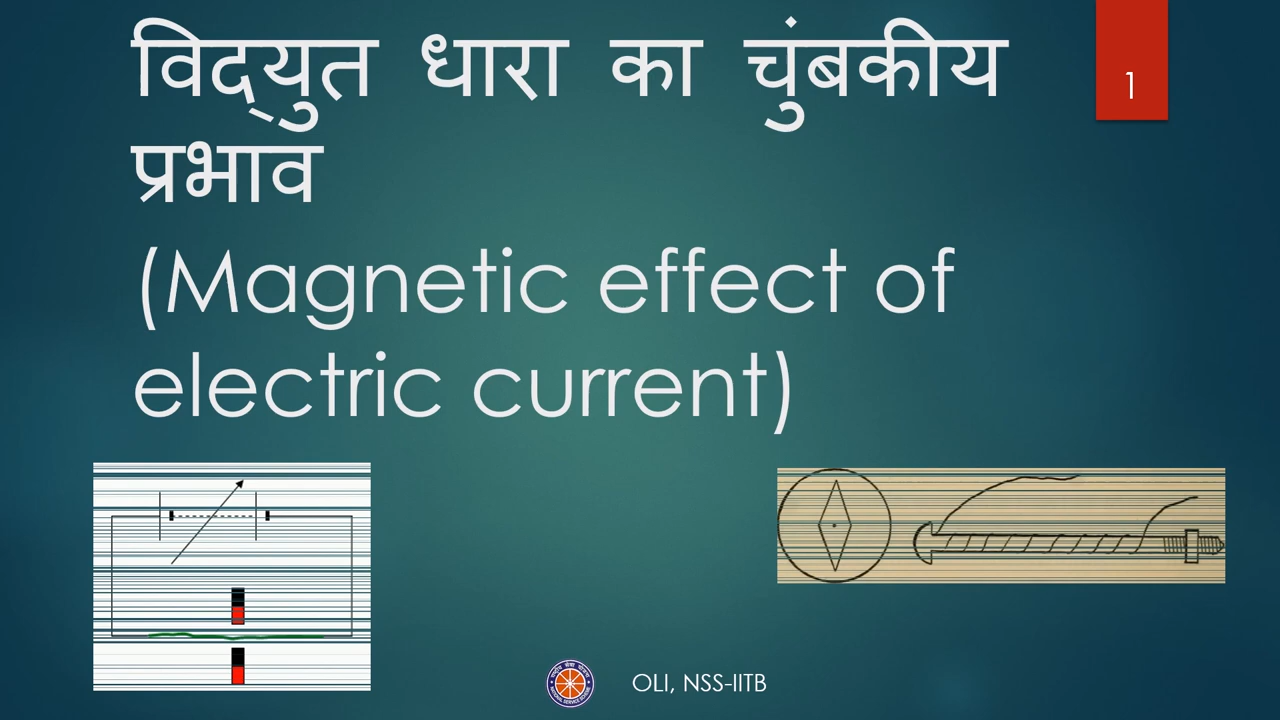 विद्‌युत धारा का चुंबकीय
प्रभाव
(Magnetic effect of
electric current)
1
OLI, NSS-IITB